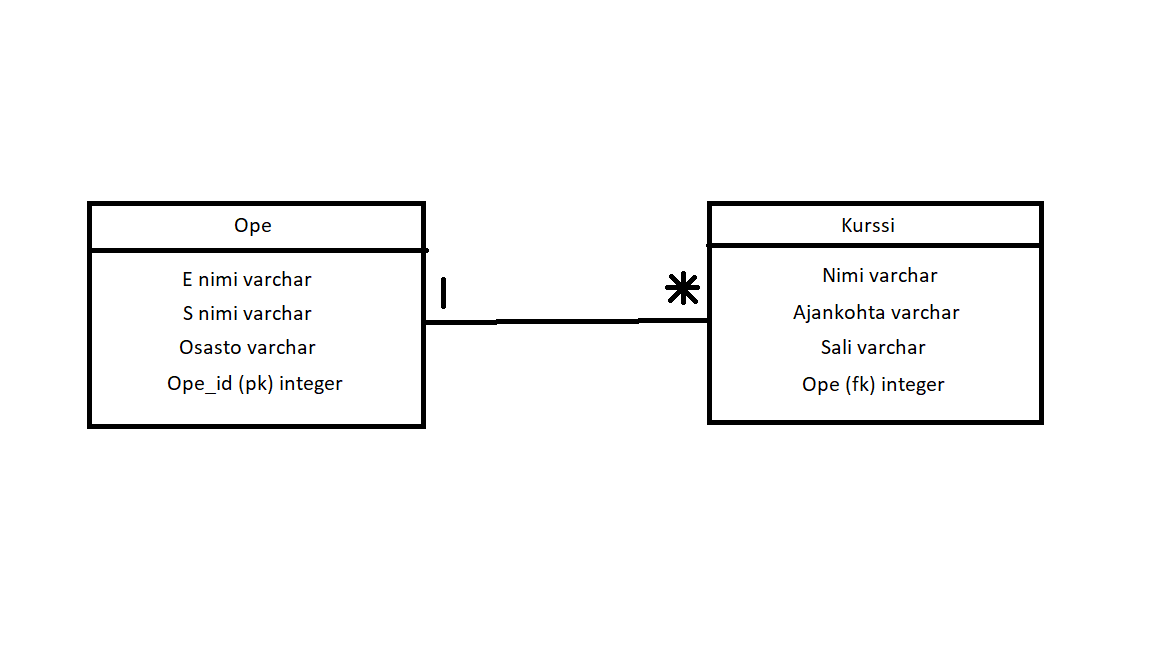 Ope
E nimi varchar
S nimi varchar
Osasto varchar
Ope_id (pk) integer
1
*
Kurssi
Nimi varchar
Ajankohta varchar
Sali varchar
Ope (fk) integer